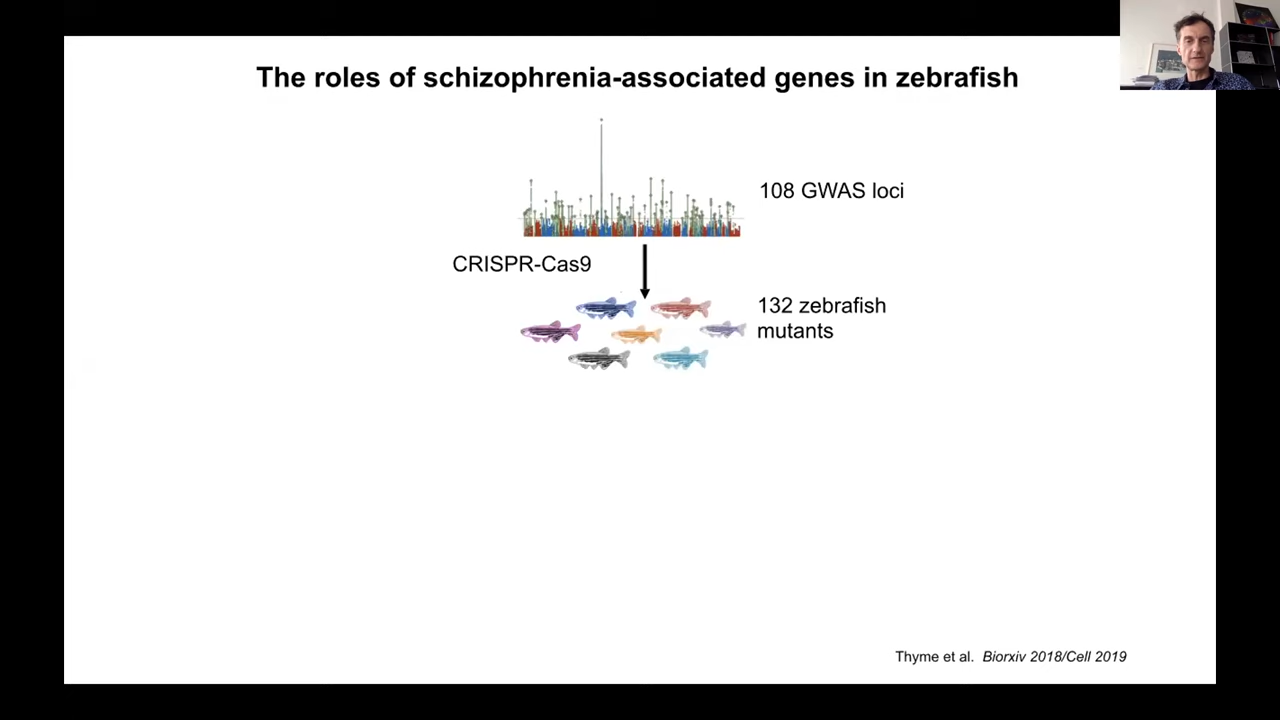 The roles of schizophrenia-associated genes in zebrafish
108 GWAS loci
CRISPR-Cas9
132 zebrafish
mutants
Thyme et al. Biorxiv 2018/Cell 2019